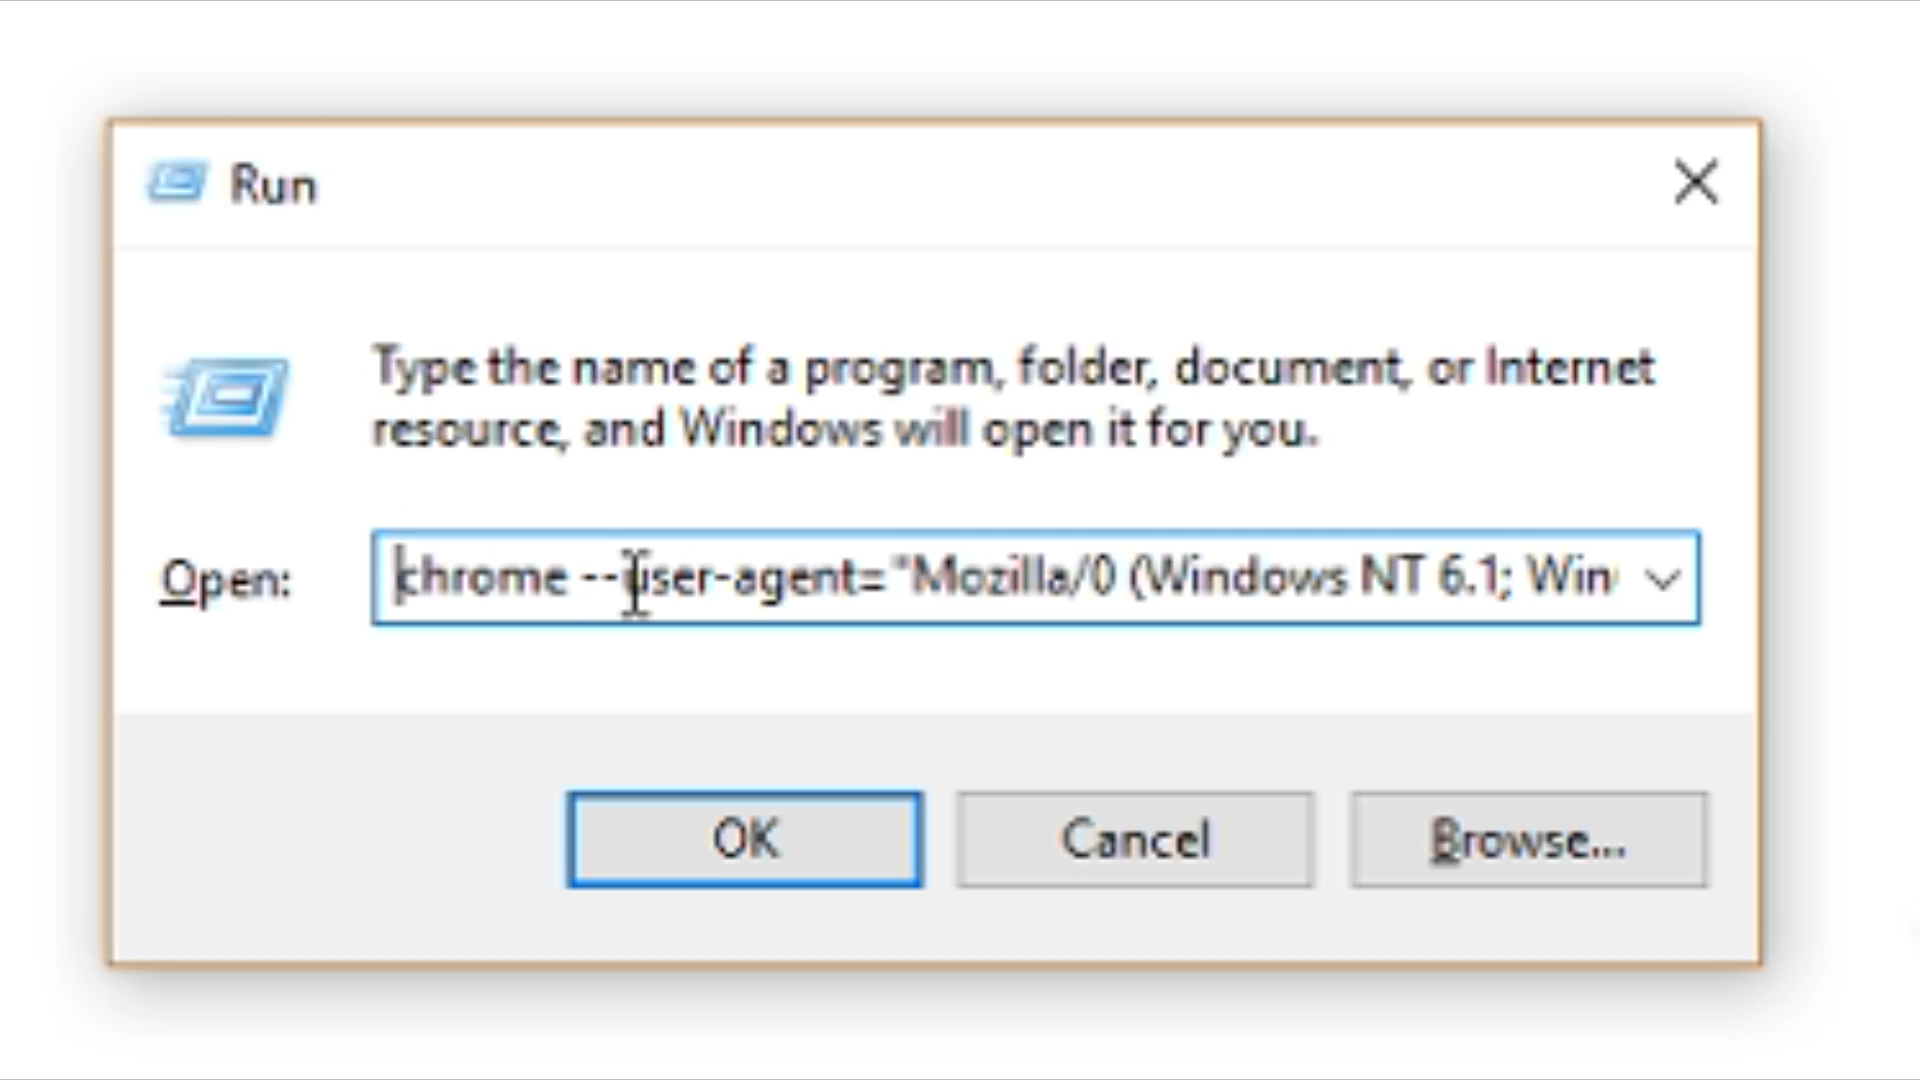 Run
Type the name of a program, folder, document, or Internet
resource, and Windows will open it for you.
Open:
chrome --user-agent="Mozilla/0 (Windows NT 6.1; Win
OK
Cancel
Browse...